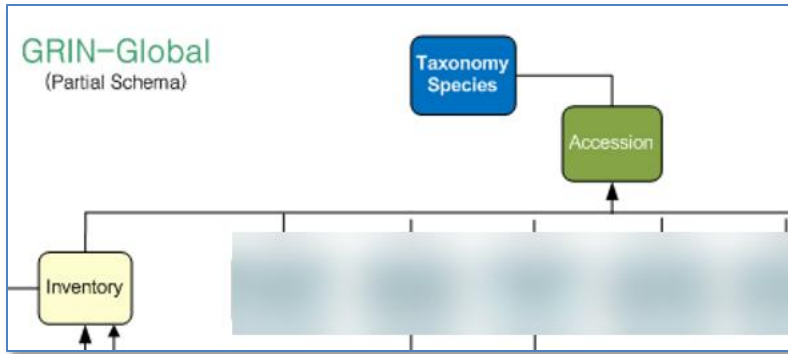 GRIN-Global
(Partial Schema)
Taxonomy
Species
Accession
Inventory